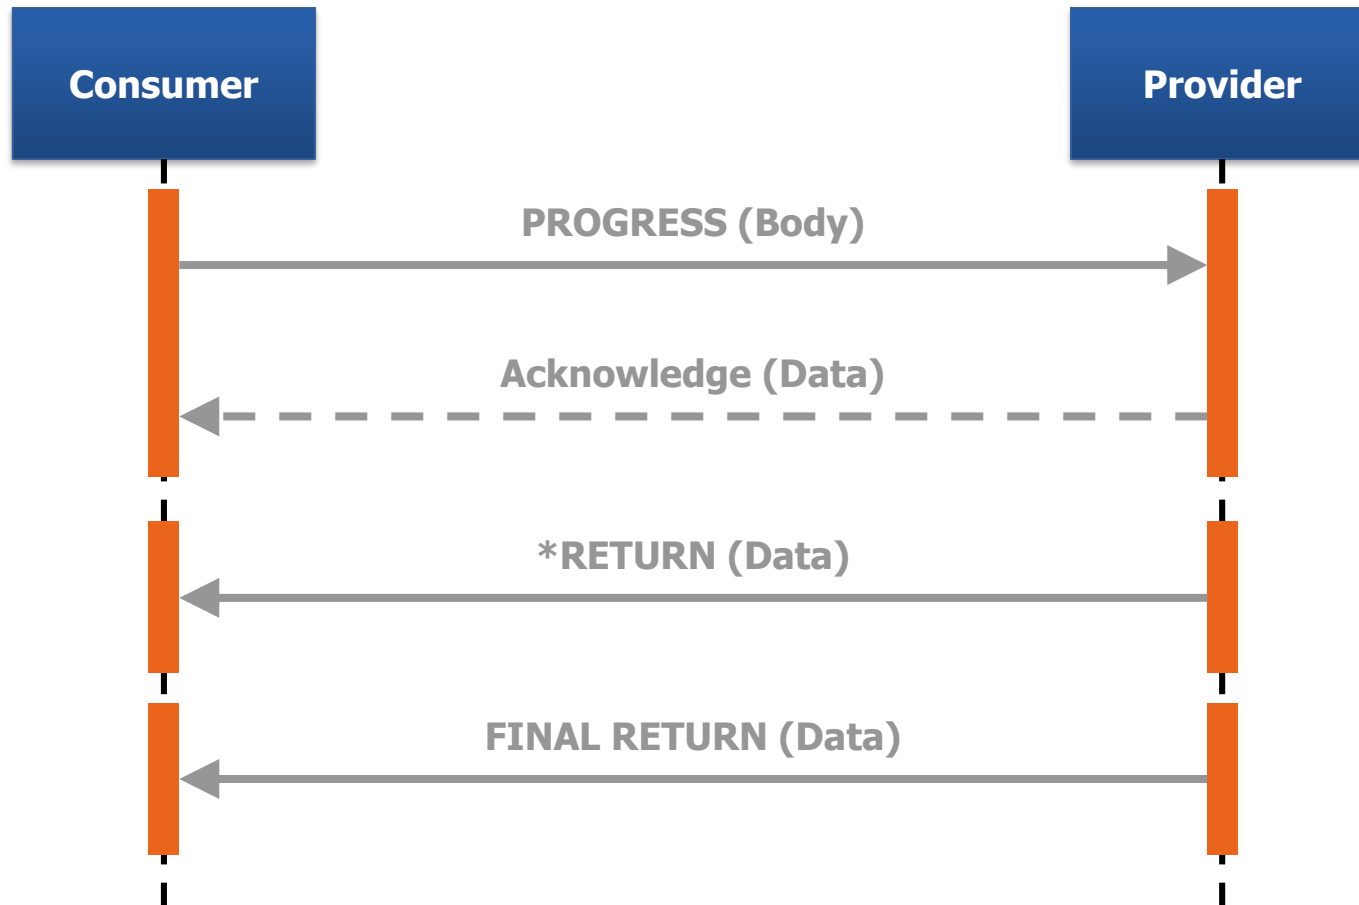 Consumer
Provider
PROGRESS (Body)
Acknowledge (Data)
*RETURN (Data)
FINAL RETURN (Data)